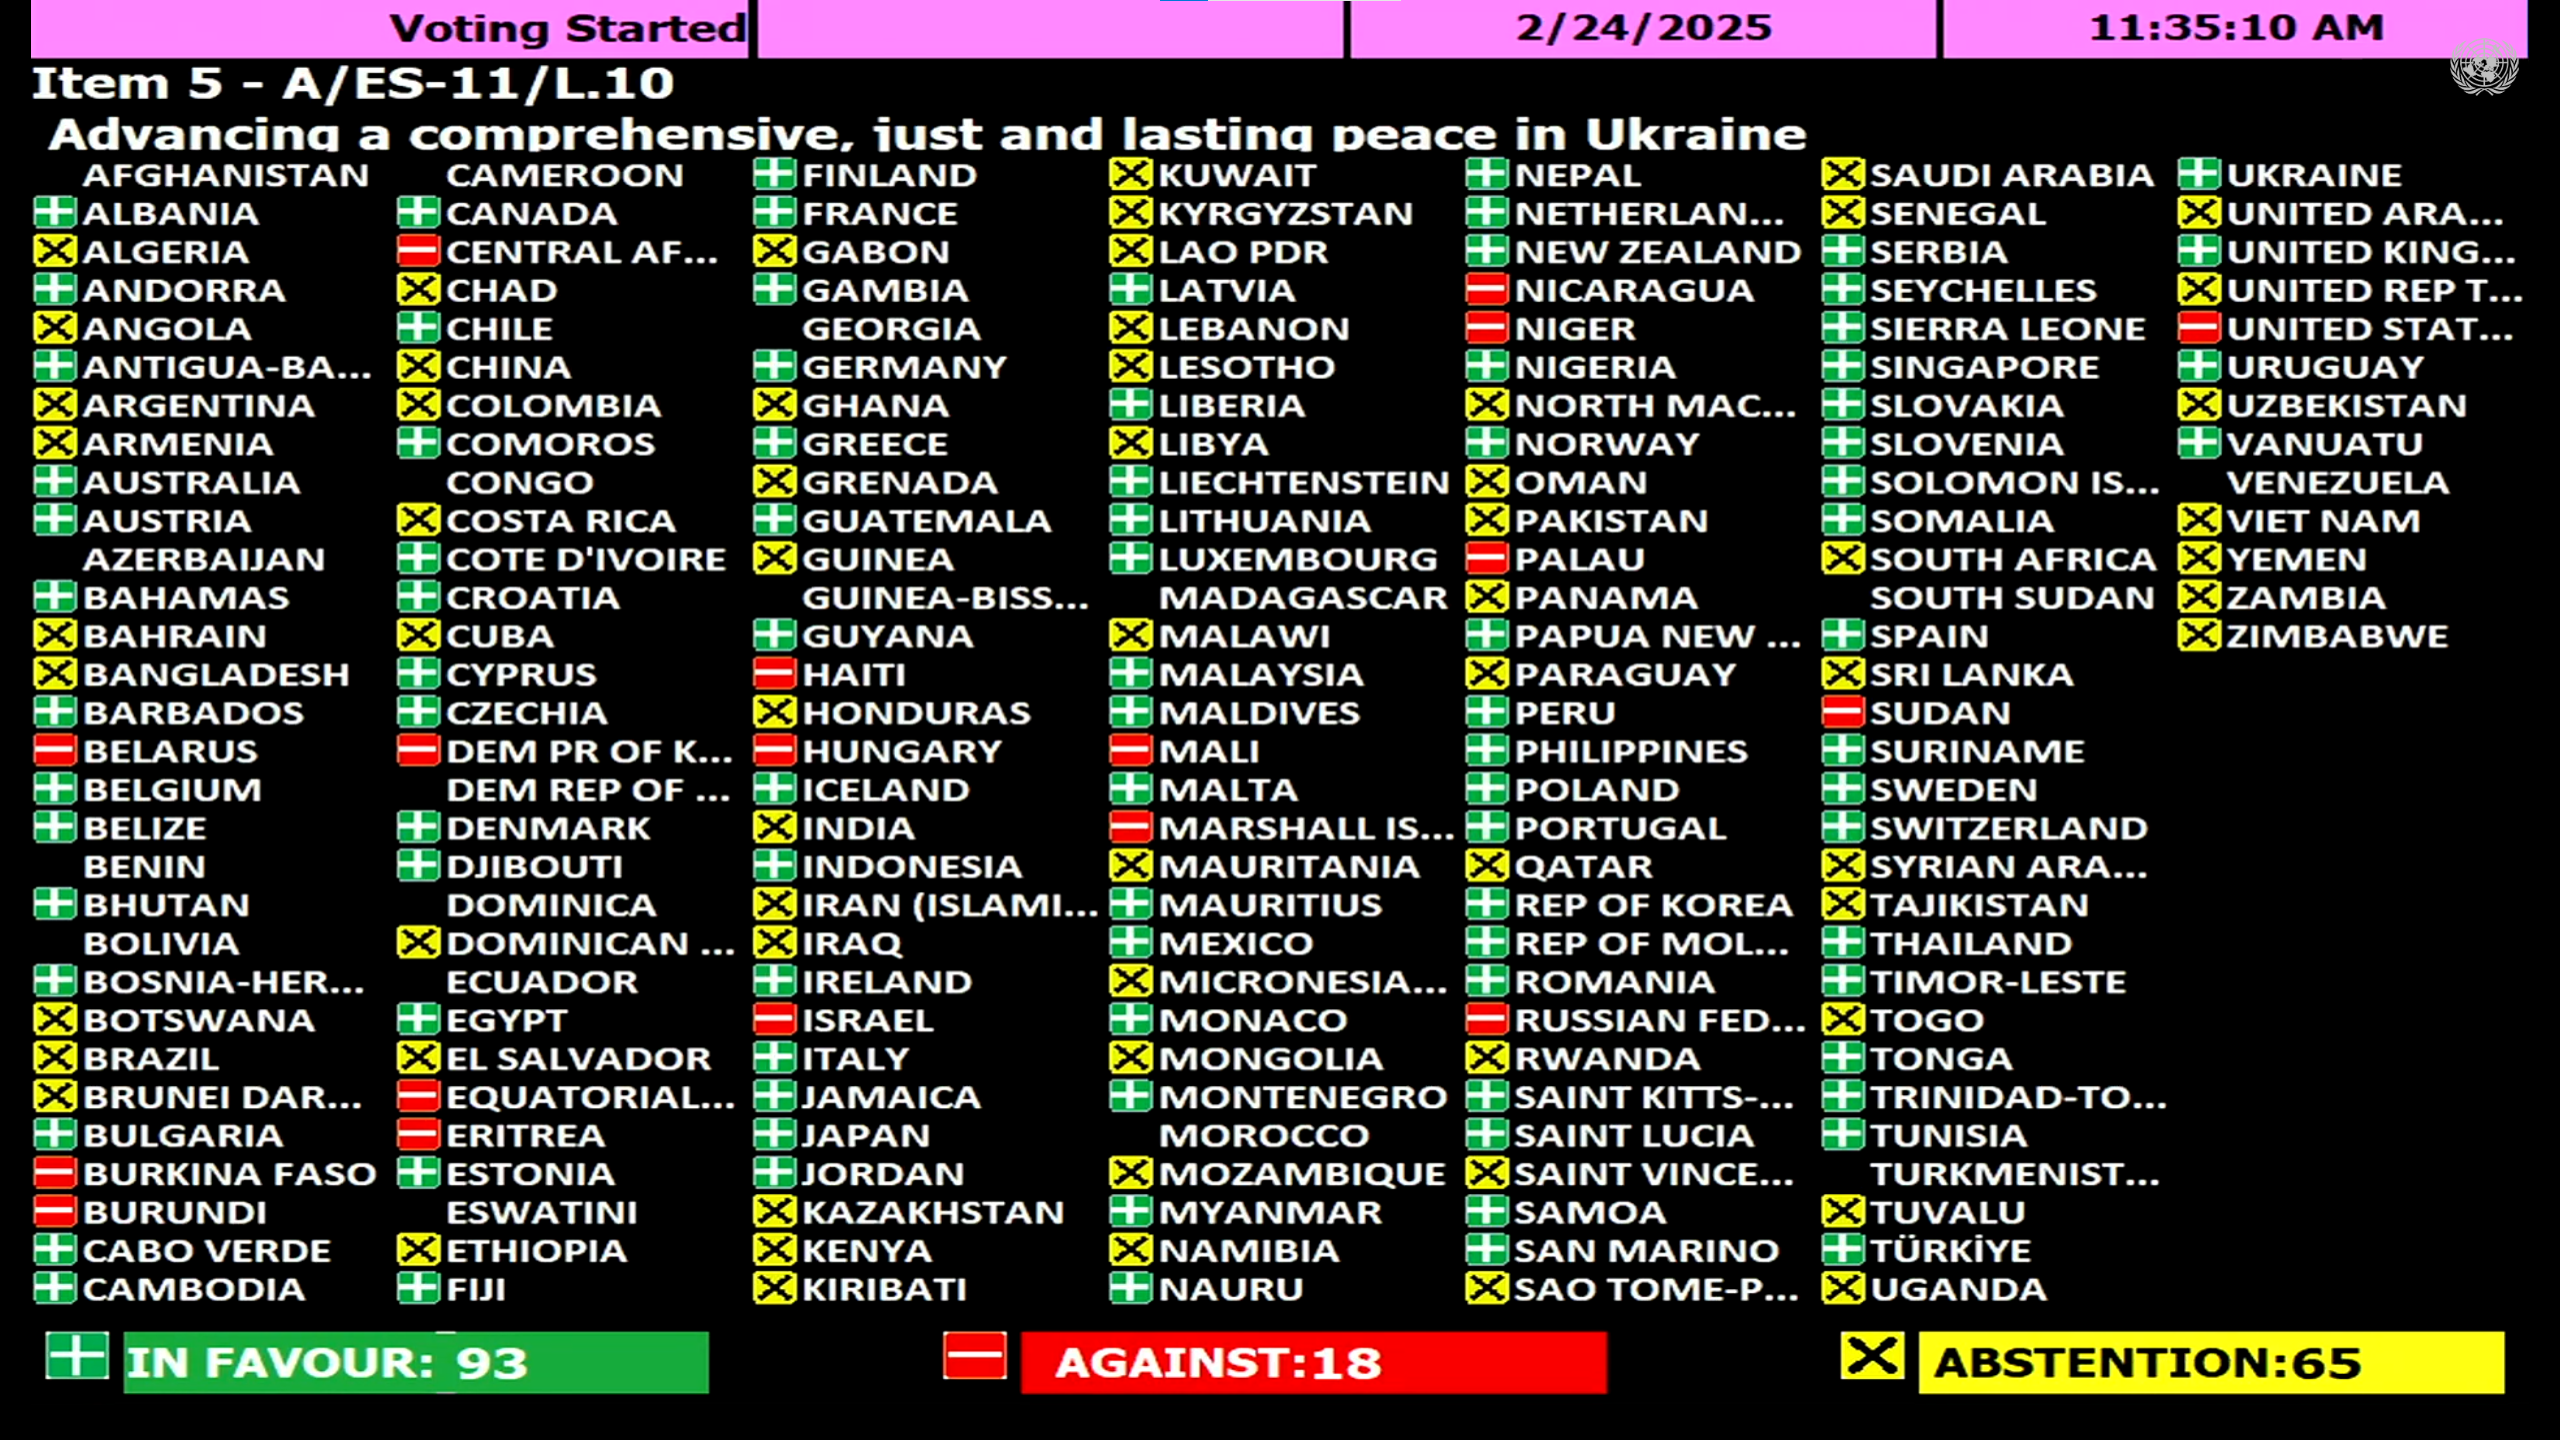 Voting Started 2/24/2025 11:35:10 AM
Item 5 - A/ES-11/L.10
Advancing a comprehensive, just and lasting peace in Ukraine
AFGHANISTAN CAMEROON FINLAND KUWAIT NEPAL SAUDI ARABIA UKRAINE
ALBANIA CANADA FRANCE KYRGYZSTAN NETHERLAN... SENEGAL UNITED ARA...
ALGERIA CENTRAL AF... GABON LAO PDR NEW ZEALAND SERBIA UNITED KING...
ANDORRA CHAD GAMBIA LATVIA NICARAGUA SEYCHELLES UNITED REP T...
ANGOLA CHILE GEORGIA LEBANON NIGER SIERRA LEONE UNITED STAT...
ANTIGUA-BA... CHINA GERMANY LESOTHO NIGERIA SINGAPORE URUGUAY
ARGENTINA COLOMBIA GHANA LIBERIA NORTH MAC... SLOVAKIA UZBEKISTAN
ARMENIA COMOROS GREECE LIBYA NORWAY SLOVENIA VANUATU
AUSTRALIA CONGO GRENADA LIECHTENSTEIN OMAN SOLOMON IS... VENEZUELA
AUSTRIA COSTA RICA GUATEMALA LITHUANIA PAKISTAN SOMALIA VIET NAM
AZERBAIJAN COTE D'IVOIRE GUINEA LUXEMBOURG PALAU SOUTH AFRICA YEMEN
BAHAMAS CROATIA GUINEA-BISS... MADAGASCAR PANAMA SOUTH SUDAN ZAMBIA
BAHRAIN CUBA GUYANA MALAWI PAPUA NEW ... SPAIN ZIMBABWE
BANGLADESH CYPRUS HAITI MALAYSIA PARAGUAY SRI LANKA
BARBADOS CZECHIA HONDURAS MALDIVES PERU SUDAN
BELARUS DEM PR OF K... HUNGARY MALI PHILIPPINES SURINAME
BELGIUM DEM REP OF ... ICELAND MALTA POLAND SWEDEN
BELIZE DENMARK INDIA MARSHALL IS... PORTUGAL SWITZERLAND
BENIN DJIBOUTI INDONESIA MAURITANIA QATAR SYRIAN ARA...
BHUTAN DOMINICA IRAN (ISLAMI... MAURITIUS REP OF KOREA TAJIKISTAN
BOLIVIA DOMINICAN ... IRAQ MEXICO REP OF MOL... THAILAND
BOSNIA-HER... ECUADOR IRELAND MICRONESIA... ROMANIA TIMOR-LESTE
BOTSWANA EGYPT ISRAEL MONACO RUSSIAN FED... TOGO
BRAZIL EL SALVADOR ITALY MONGOLIA RWANDA TONGA
BRUNEI DAR... EQUATORIAL... JAMAICA MONTENEGRO SAINT KITTS-... TRINIDAD-TO...
BULGARIA ERITREA JAPAN MOROCCO SAINT LUCIA TUNISIA
BURKINA FASO ESTONIA JORDAN MOZAMBIQUE SAINT VINCE... TURKMENIST...
BURUNDI ESWATINI KAZAKHSTAN MYANMAR SAMOA TUVALU
CABO VERDE ETHIOPIA KENYA NAMIBIA SAN MARINO TÜRKİYE
CAMBODIA FIJI KIRIBATI NAURU SAO TOME-P... UGANDA
IN FAVOUR: 93 AGAINST:18 ABSTENTION:65